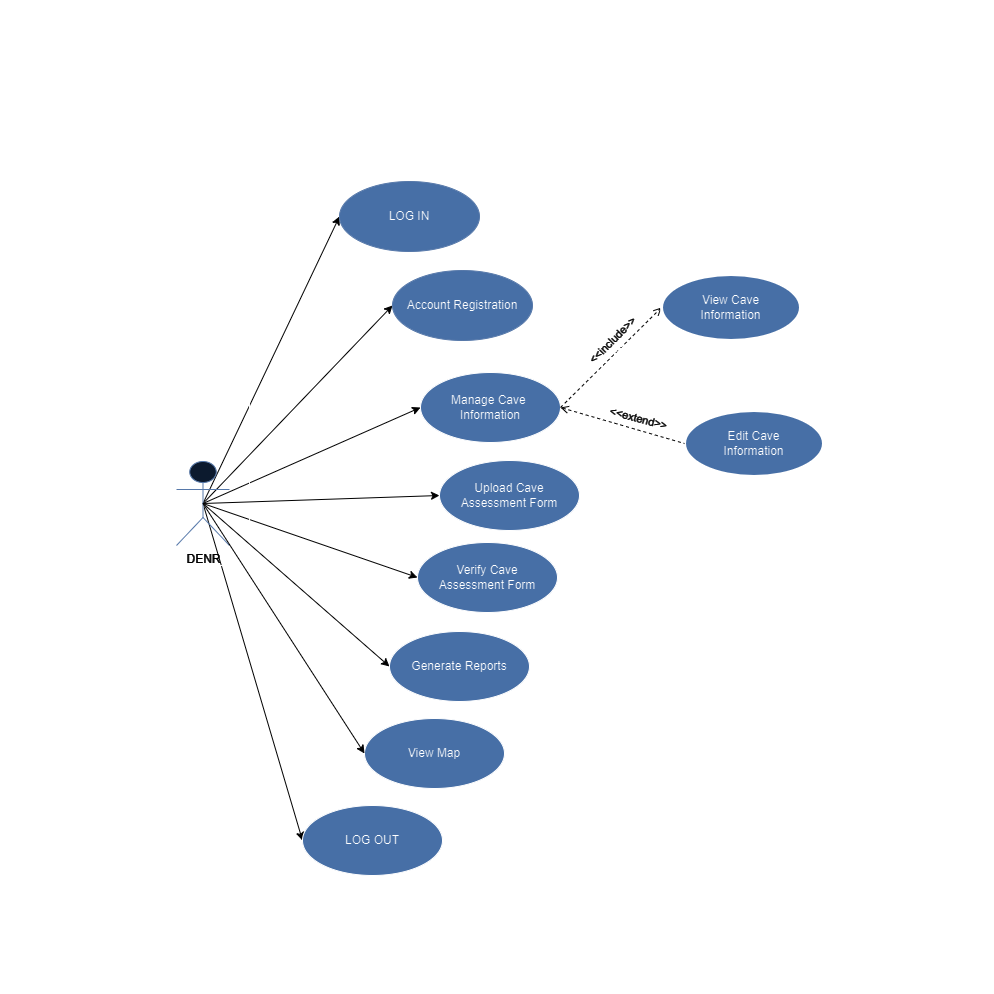 LOG IN
Account Registration
View Cave
Information
<<include>>
Manage Cave
Information
<<extend>>
Edit Cave
Information
Upload Cave
Assessment Form
DENR
Verify Cave
Assessment Form
Generate Reports
View Map
LOG OUT